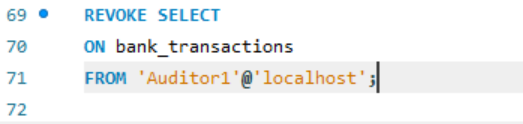 69 REVOKE SELECT
70 ON bank_transactions
71 FROM 'Auditor1'@'localhost';
72